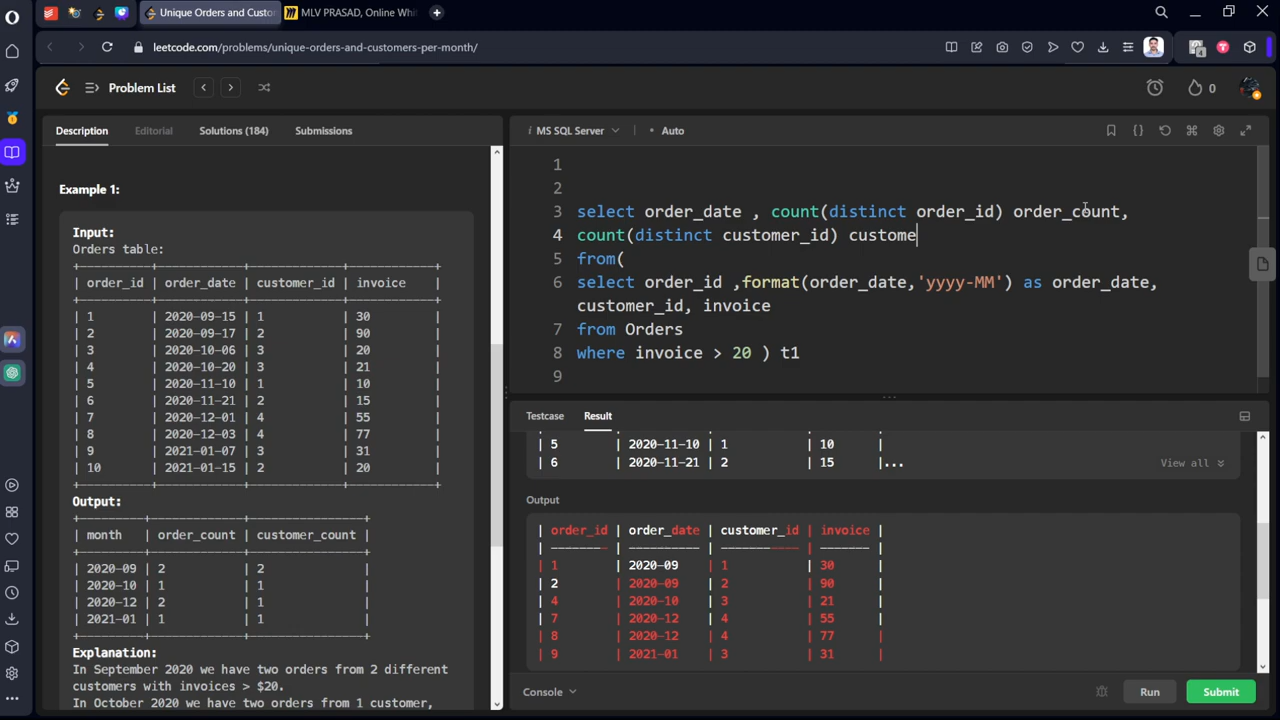 Unique Orders and Custom
MLV PRASAD, Online Whit
leetcode.com/problems/unique-orders-and-customers-per-month/
Problem List
0
Description
Editorial
Solutions (184)
Submissions
Example 1:
Input:
Orders table:
+----------+------------+-------------+------------+
| order_id | order_date | customer_id | invoice |
+----------+------------+-------------+------------+
| 1 | 2020-09-15 | 1 | 30 |
| 2 | 2020-09-17 | 2 | 90 |
| 3 | 2020-10-06 | 3 | 20 |
| 4 | 2020-10-20 | 3 | 21 |
| 5 | 2020-11-10 | 1 | 10 |
| 6 | 2020-11-21 | 2 | 15 |
| 7 | 2020-12-01 | 4 | 55 |
| 8 | 2020-12-03 | 4 | 77 |
| 9 | 2021-01-07 | 3 | 31 |
| 10 | 2021-01-15 | 2 | 20 |
+----------+------------+-------------+------------+
Output:
+---------+-------------+----------------+
| month | order_count | customer_count |
+---------+-------------+----------------+
| 2020-09 | 2 | 2 |
| 2020-10 | 1 | 1 |
| 2020-12 | 2 | 1 |
| 2021-01 | 1 | 1 |
+---------+-------------+----------------+
Explanation:
In September 2020 we have two orders from 2 different
customers with invoices > $20.
In October 2020 we have two orders from 1 customer,
i MS SQL Server
• Auto
1
2
3 select order_date , count(distinct order_id) order_count,
4 count(distinct customer_id) custome
5 from(
6 select order_id ,format(order_date,'yyyy-MM') as order_date,
customer_id, invoice
7 from Orders
8 where invoice > 20 ) t1
9
Testcase
Result
| 5 | 2020-11-10 | 1 | 10 |
| 6 | 2020-11-21 | 2 | 15 |...
View all
Output
| order_id | order_date | customer_id | invoice |
| -------- | ---------- | ----------- | ------- |
| 1 | 2020-09 | 1 | 30 |
| 2 | 2020-09 | 2 | 90 |
| 4 | 2020-10 | 3 | 21 |
| 7 | 2020-12 | 4 | 55 |
| 8 | 2020-12 | 4 | 77 |
| 9 | 2021-01 | 3 | 31 |
Console
Run
Submit